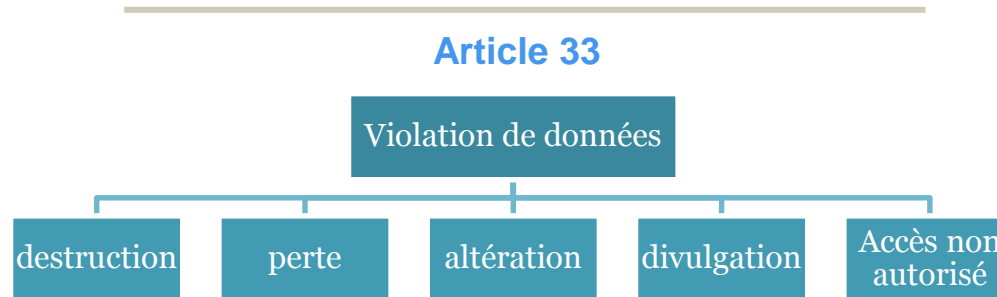 Article 33
Violation de données
destruction
perte
altération
divulgation
Accès non
autorisé